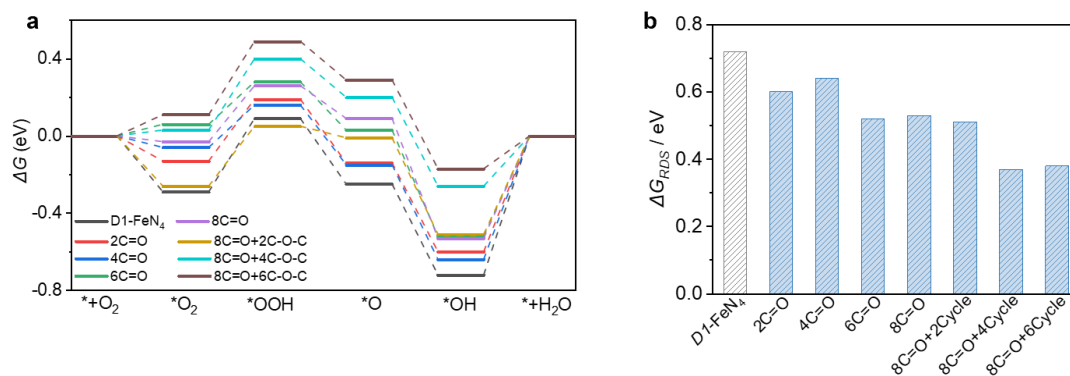 a
ΔG (eV)
0.4
0.0
-0.4
-0.8
D1-FeN₄
2C=O
4C=O
6C=O
8C=O
8C=O+2C-O-C
8C=O+4C-O-C
8C=O+6C-O-C
*+O₂
*O₂
*OOH
*O
*OH
*+H₂O
b
ΔG_RDS / eV
0.8
0.6
0.4
0.2
0.0
D1-FeN₄
2C=O
4C=O
6C=O
8C=O
8C=O+2Cycle
8C=O+4Cycle
8C=O+6Cycle